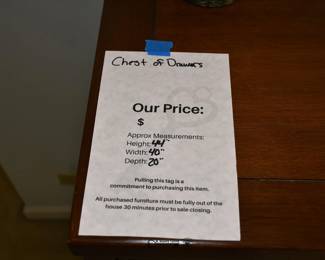 Chest of Drawers
Our Price:
$
Approx Measurements:
Height: 44"
Width: 40"
Depth: 20"
Pulling this tag is a
commitment to purchasing this item.
All purchased furniture must be fully out of the
house 30 minutes prior to sale closing.